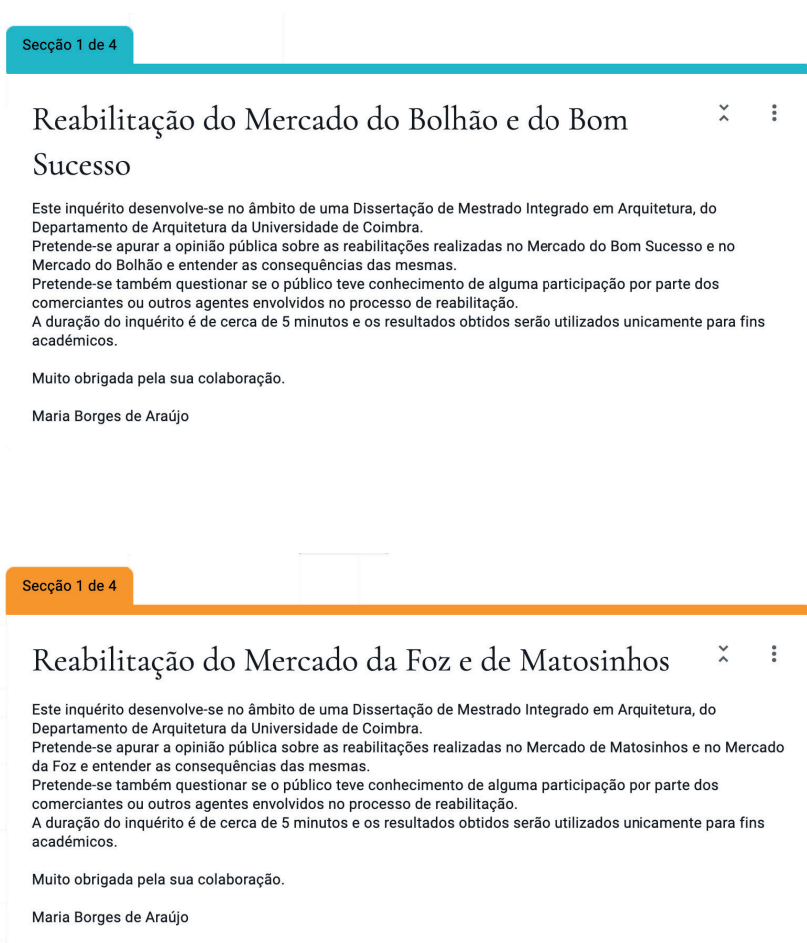 Secção 1 de 4
Reabilitação do Mercado do Bolhão e do Bom
Sucesso
Este inquérito desenvolve-se no âmbito de uma Dissertação de Mestrado Integrado em Arquitetura, do
Departamento de Arquitetura da Universidade de Coimbra.
Pretende-se apurar a opinião pública sobre as reabilitações realizadas no Mercado do Bom Sucesso e no
Mercado do Bolhão e entender as consequências das mesmas.
Pretende-se também questionar se o público teve conhecimento de alguma participação por parte dos
comerciantes ou outros agentes envolvidos no processo de reabilitação.
A duração do inquérito é de cerca de 5 minutos e os resultados obtidos serão utilizados unicamente para fins
académicos.
Muito obrigada pela sua colaboração.
Maria Borges de Araújo
Secção 1 de 4
Reabilitação do Mercado da Foz e de Matosinhos
Este inquérito desenvolve-se no âmbito de uma Dissertação de Mestrado Integrado em Arquitetura, do
Departamento de Arquitetura da Universidade de Coimbra.
Pretende-se apurar a opinião pública sobre as reabilitações realizadas no Mercado de Matosinhos e no Mercado
da Foz e entender as consequências das mesmas.
Pretende-se também questionar se o público teve conhecimento de alguma participação por parte dos
comerciantes ou outros agentes envolvidos no processo de reabilitação.
A duração do inquérito é de cerca de 5 minutos e os resultados obtidos serão utilizados unicamente para fins
académicos.
Muito obrigada pela sua colaboração.
Maria Borges de Araújo